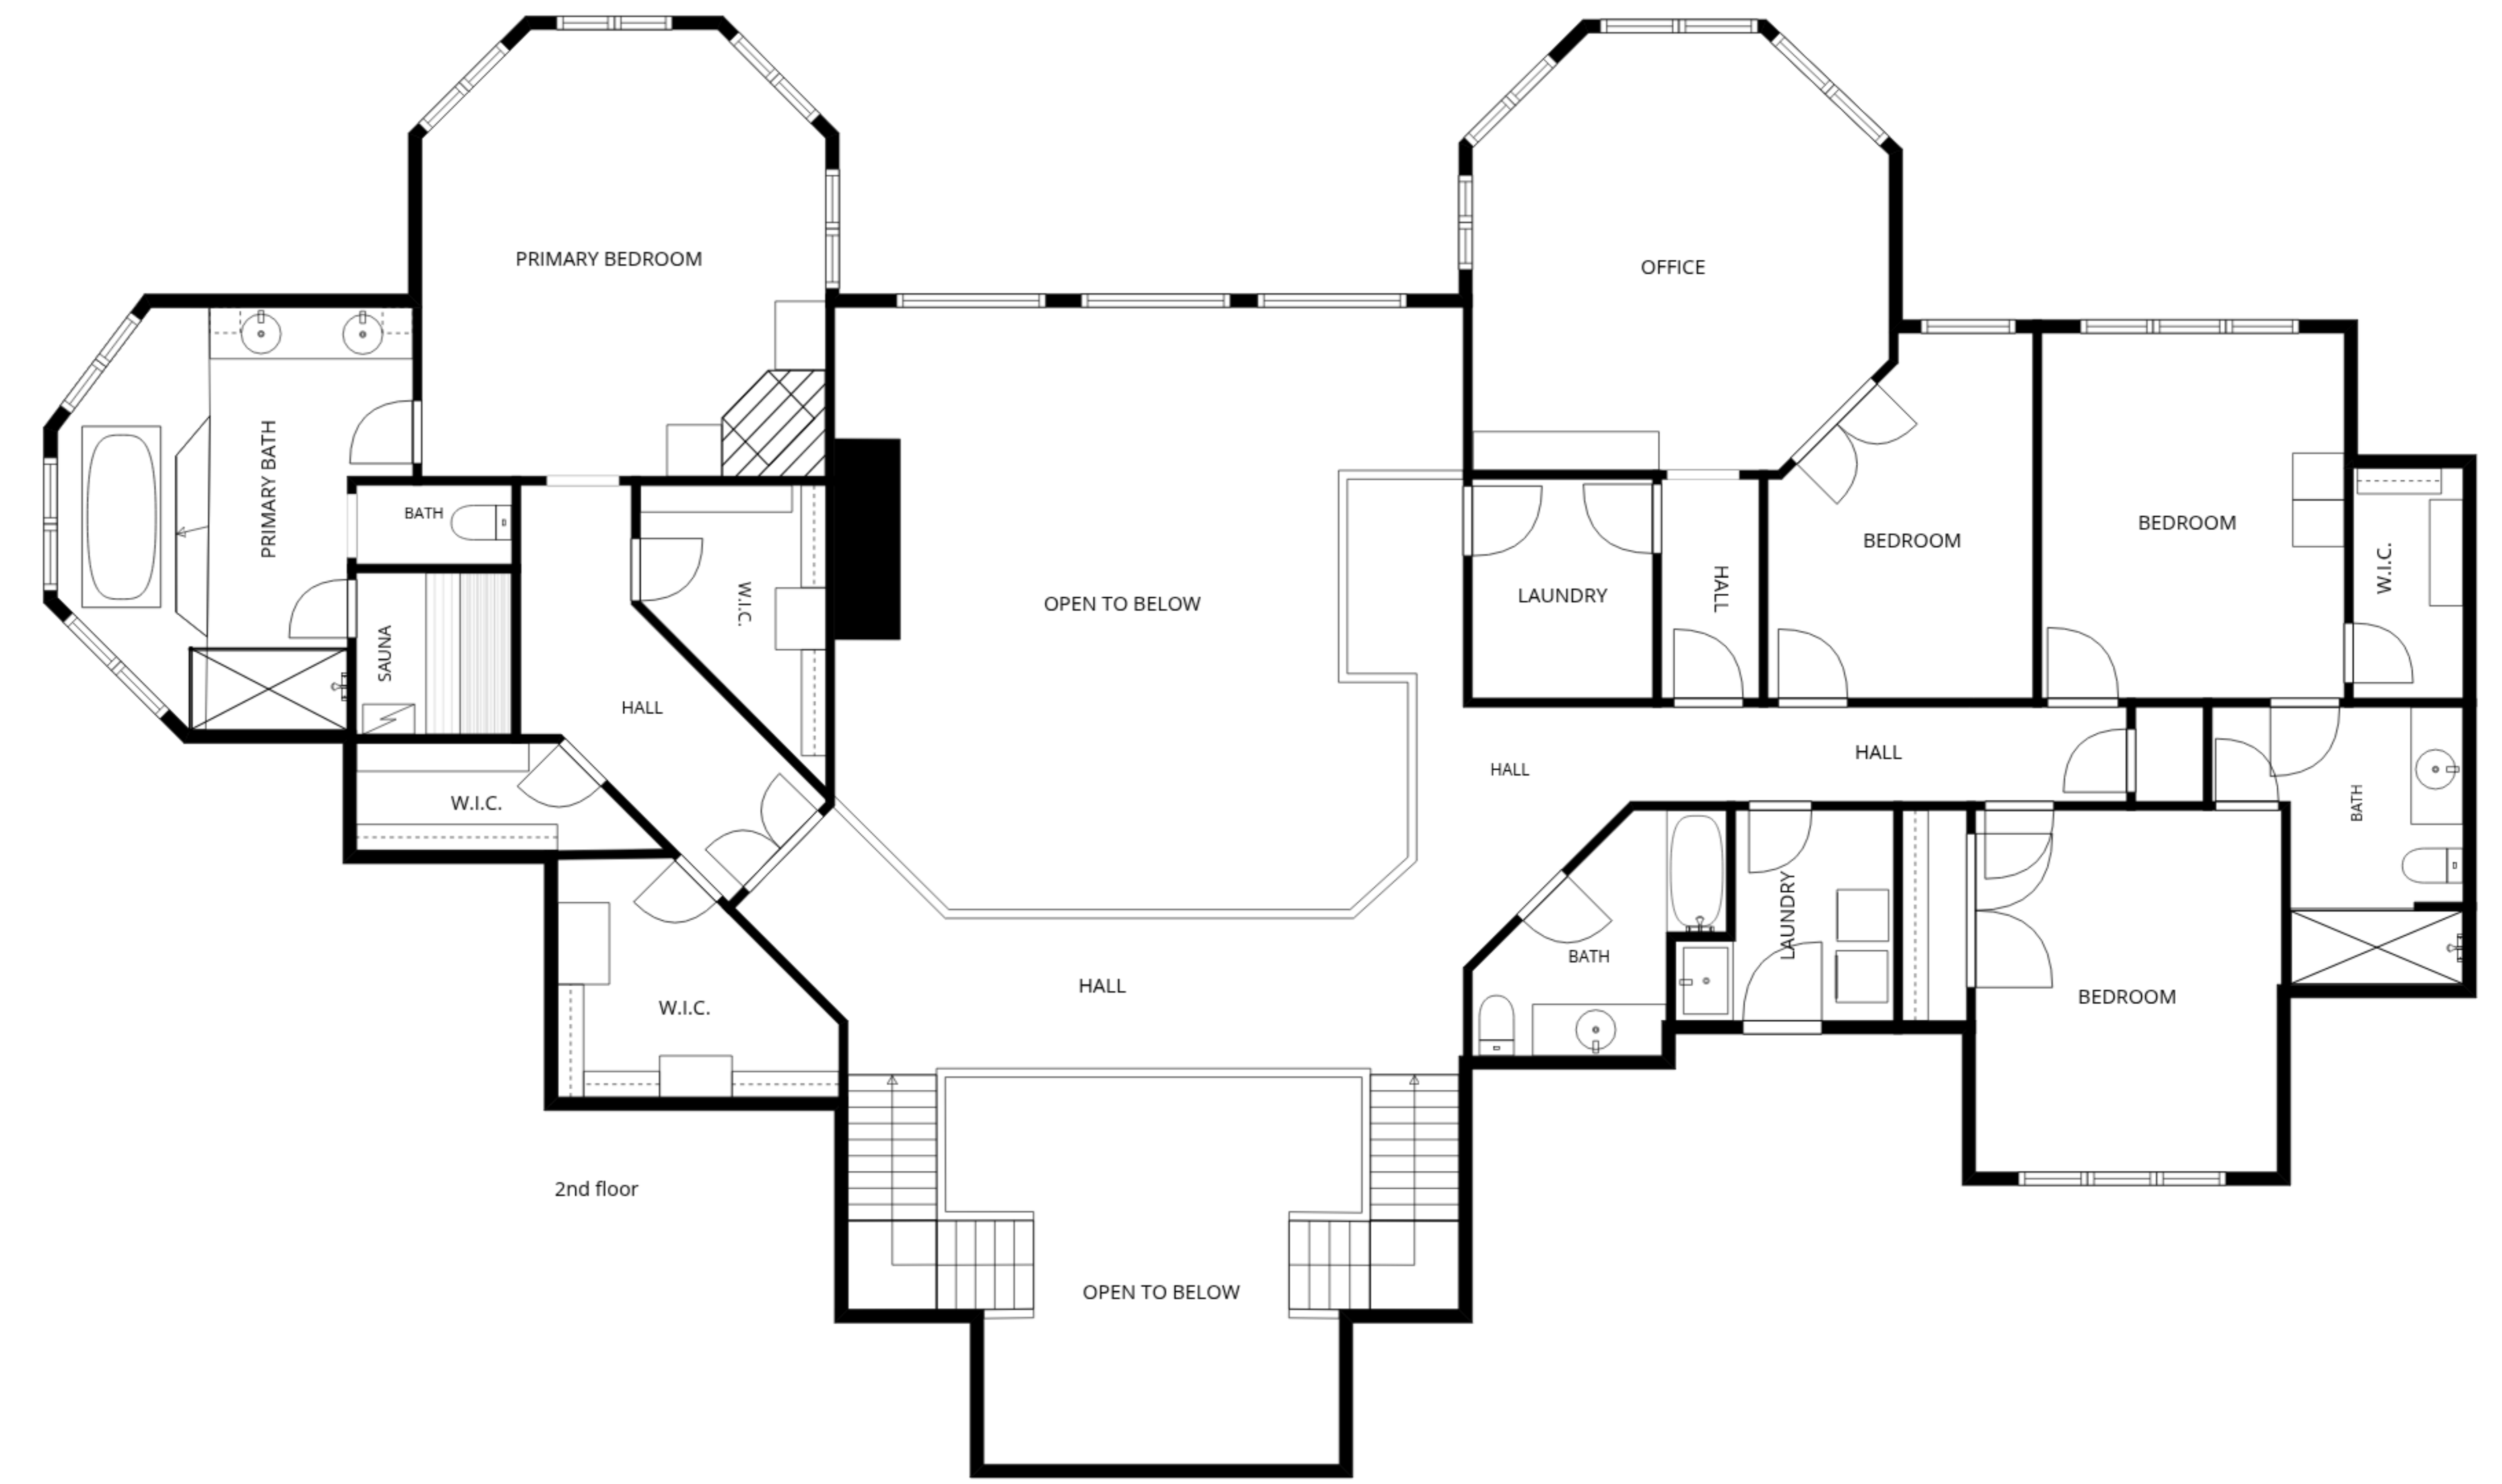 PRIMARY BEDROOM
OFFICE
PRIMARY BATH
BATH
BEDROOM
BEDROOM
W.I.C.
W.I.C.
OPEN TO BELOW
LAUNDRY
HALL
SAUNA
HALL
HALL
HALL
W.I.C.
BATH
LAUNDRY
BATH
HALL
BEDROOM
W.I.C.
2nd floor
OPEN TO BELOW